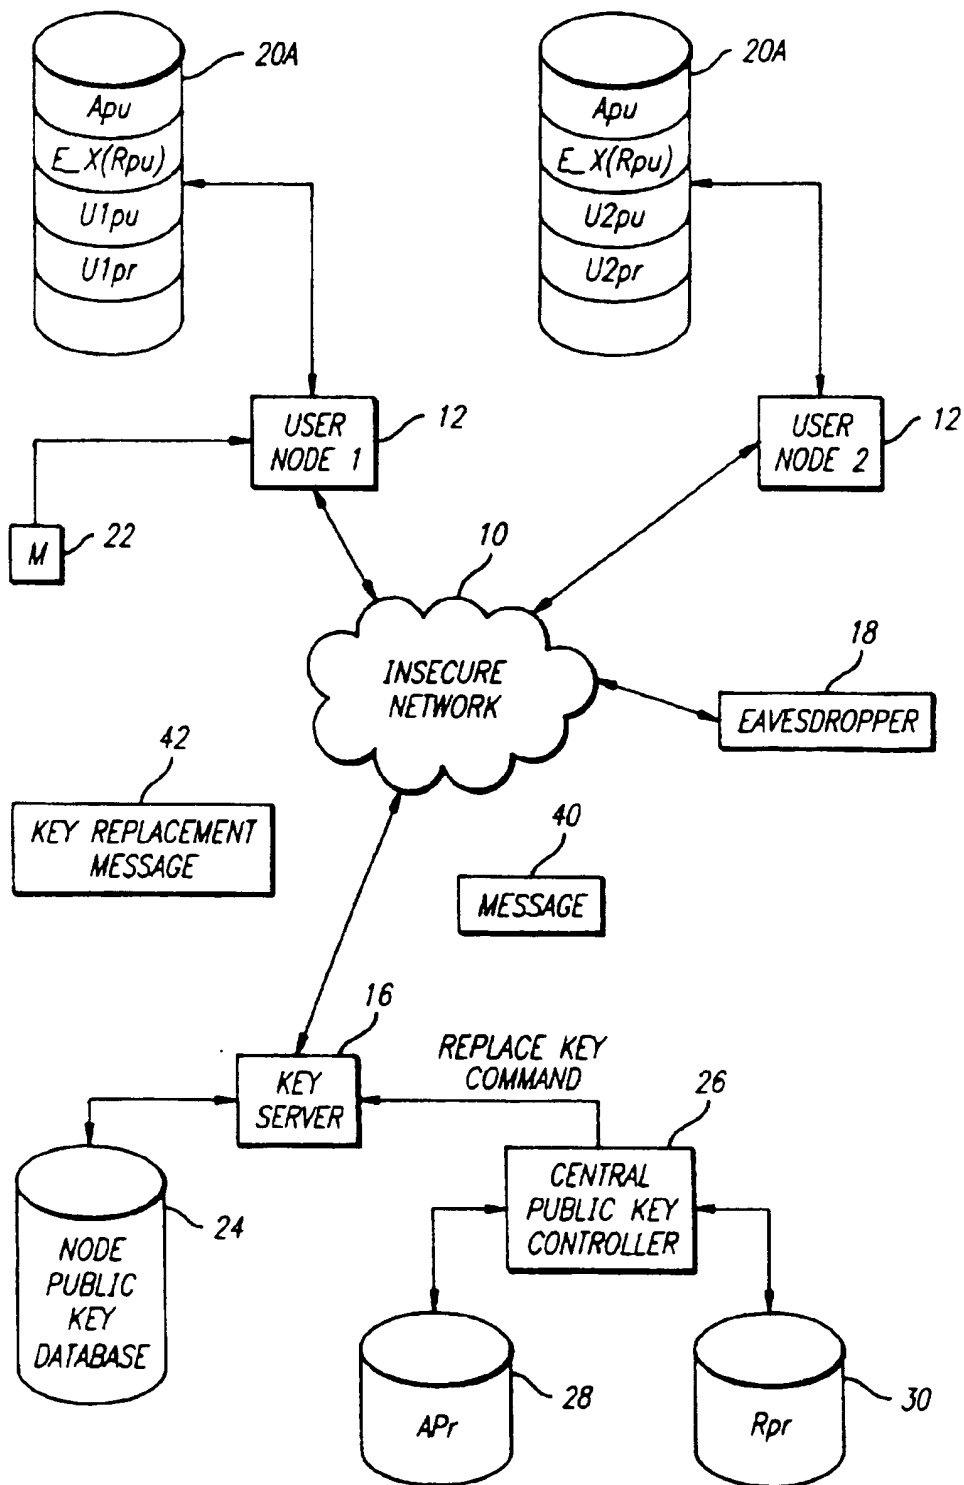 20A
20A
Apu
E_X(Rpu)
U1pu
U1pr
Apu
E_X(Rpu)
U2pu
U2pr
USER
NODE 1
12
USER
NODE 2
12
M
22
10
INSECURE
NETWORK
18
EAVESDROPPER
42
KEY REPLACEMENT
MESSAGE
40
MESSAGE
16
KEY
SERVER
REPLACE KEY
COMMAND
26
CENTRAL
PUBLIC KEY
CONTROLLER
24
NODE
PUBLIC
KEY
DATABASE
APr
28
Rpr
30